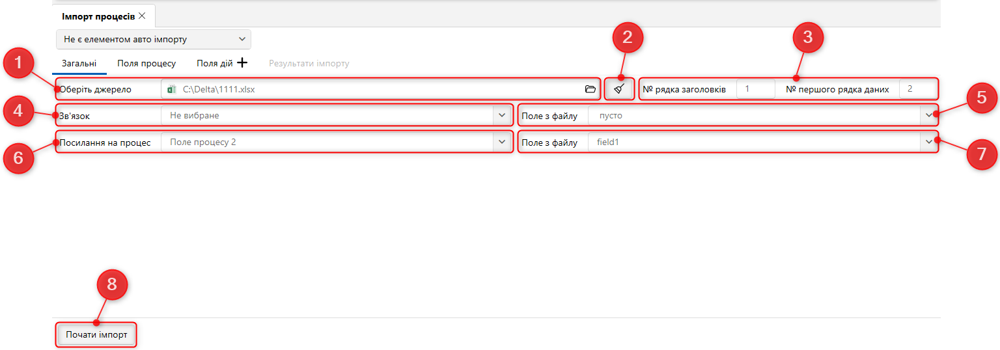 Імпорт процесів
Не є елементом авто імпорту
2
3
1
Загальні Поля процесу Поля дій Результати імпорту
Оберіть джерело C:\Delta\1111.xlsx № рядка заголовків 1 № першого рядка даних 2
4
Зв'язок Не вибране Поле з файлу пусто
5
Посилання на процес Поле процесу 2 Поле з файлу field1
6
7
8
Почати імпорт